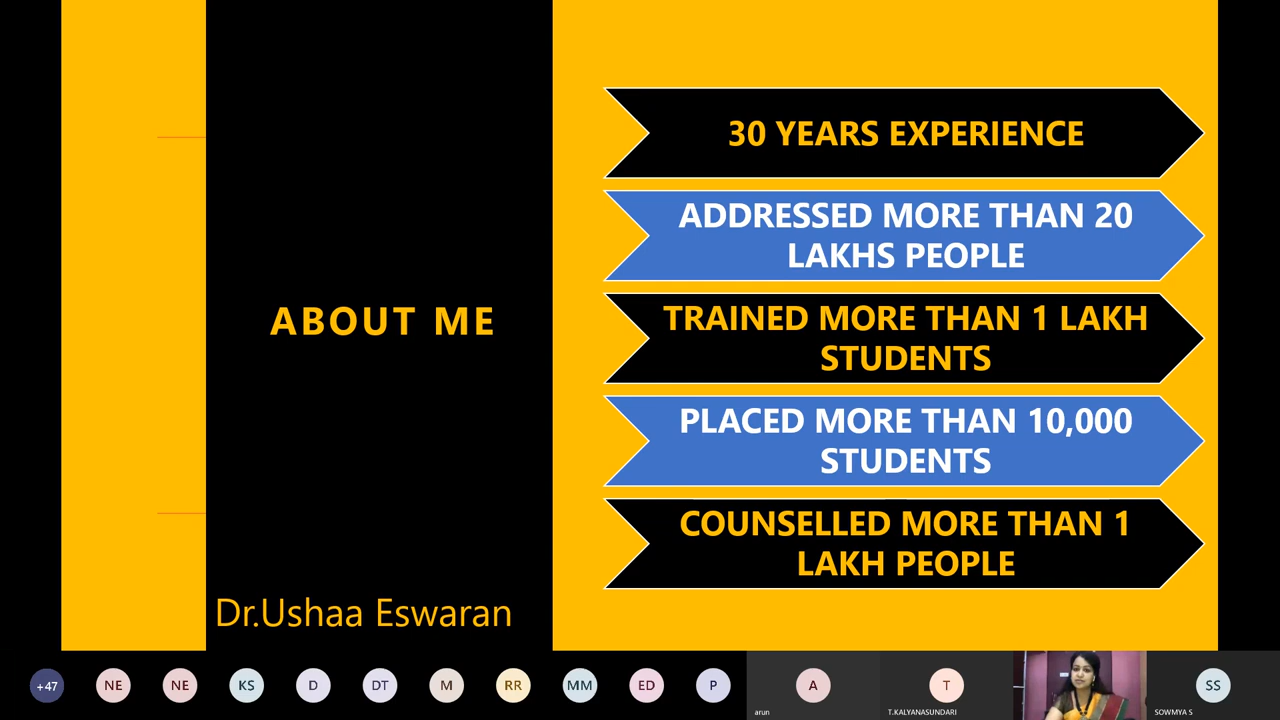 30 YEARS EXPERIENCE
ADDRESSED MORE THAN 20
LAKHS PEOPLE
ABOUT ME
TRAINED MORE THAN 1 LAKH
STUDENTS
PLACED MORE THAN 10,000
STUDENTS
COUNSELLED MORE THAN 1
LAKH PEOPLE
Dr.Ushaa Eswaran
+47
NE
NE
KS
D
DT
M
RR
MM
ED
P
A
arun
T
T.KALYANASUNDARI
SS
SOWMYA S